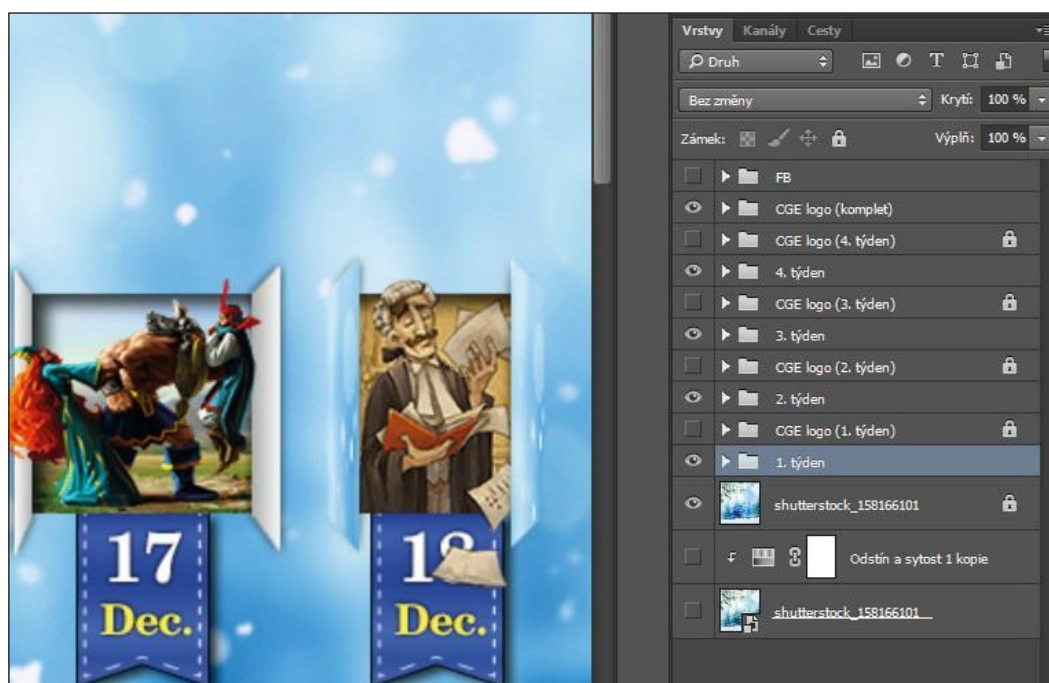 17
Dec.
18
Dec.
Vrstvy Kanály Cesty
Druh
Bez změny Krytí: 100 %
Zámek: Výplň: 100 %
FB
CGE logo (komplet)
CGE logo (4. týden)
4. týden
CGE logo (3. týden)
3. týden
CGE logo (2. týden)
2. týden
CGE logo (1. týden)
1. týden
shutterstock_158166101
Odstín a sytost 1 kopie
shutterstock_158166101